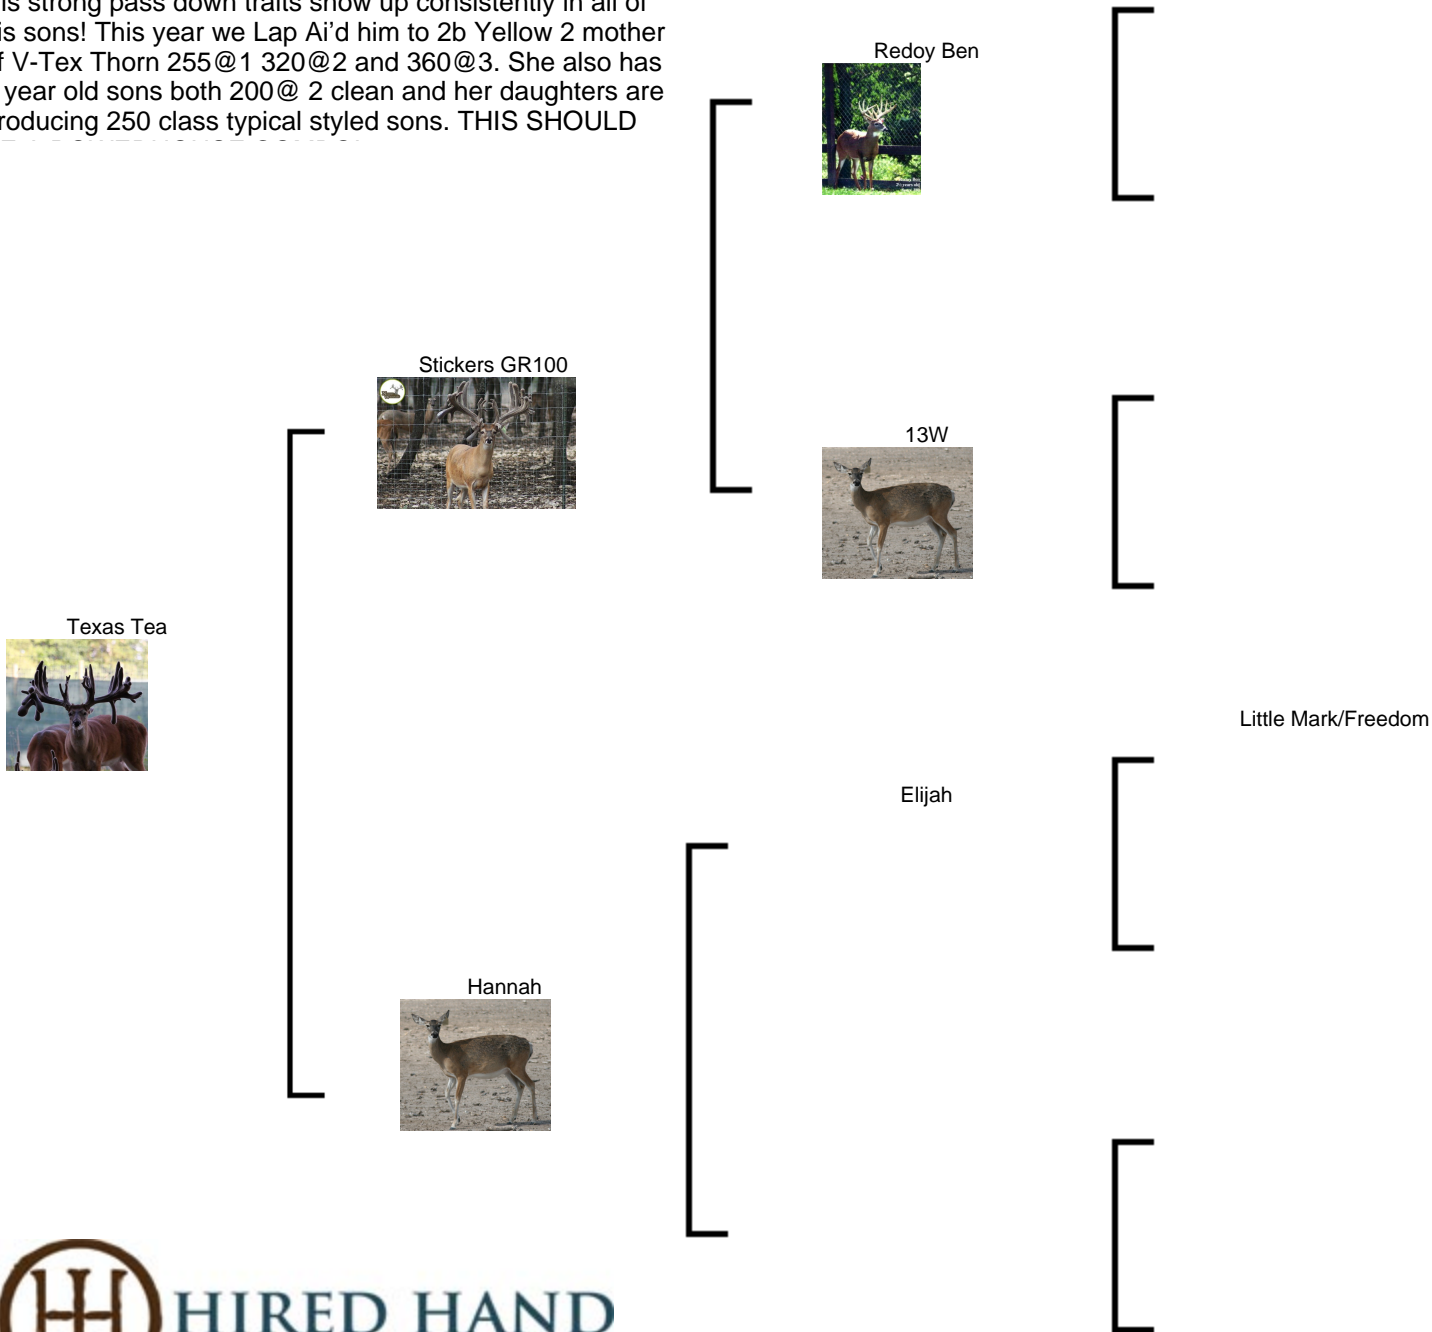 is strong pass down traits show up consistently in all of
is sons! This year we Lap Ai'd him to 2b Yellow 2 mother
f V-Tex Thorn 255@1 320@2 and 360@3. She also has
year old sons both 200@ 2 clean and her daughters are
roducing 250 class typical styled sons. THIS SHOULD
Redoy Ben
Stickers GR100
13W
Texas Tea
Little Mark/Freedom
Elijah
Hannah
HIRED HAND